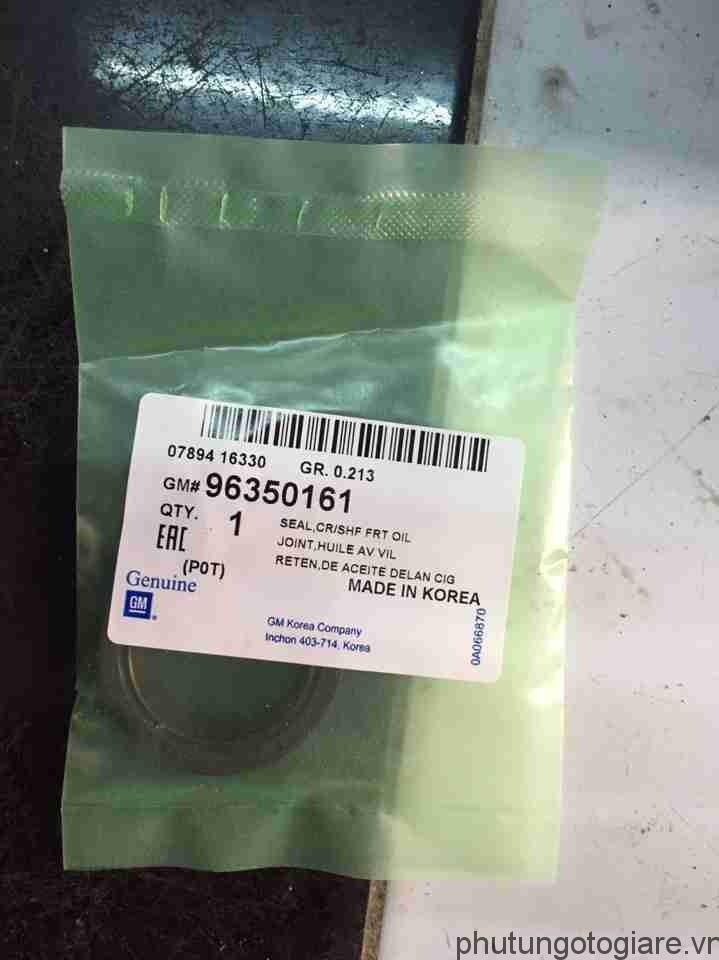 07894 16330 GR. 0.213
GM# 96350161
QTY. 1 SEAL,CR/SHF FRT OIL
EAC JOINT,HUILE AV VIL
(P0T) RETEN,DE ACEITE DELAN CIG
Genuine MADE IN KOREA
GM
GM Korea Company
Inchon 403-714, Korea
0A066870
phutungotogiare.vn